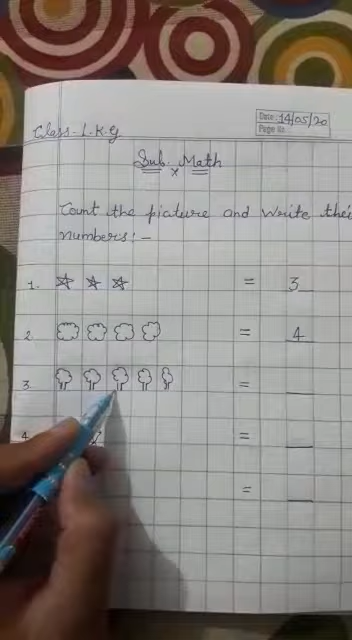 Date: 14/05/20
Page No.
Class - L.K.G
Sub. Math
Count the piature and write their
numbers:-
1. = 3
2. = 4
3. =
4. =
=